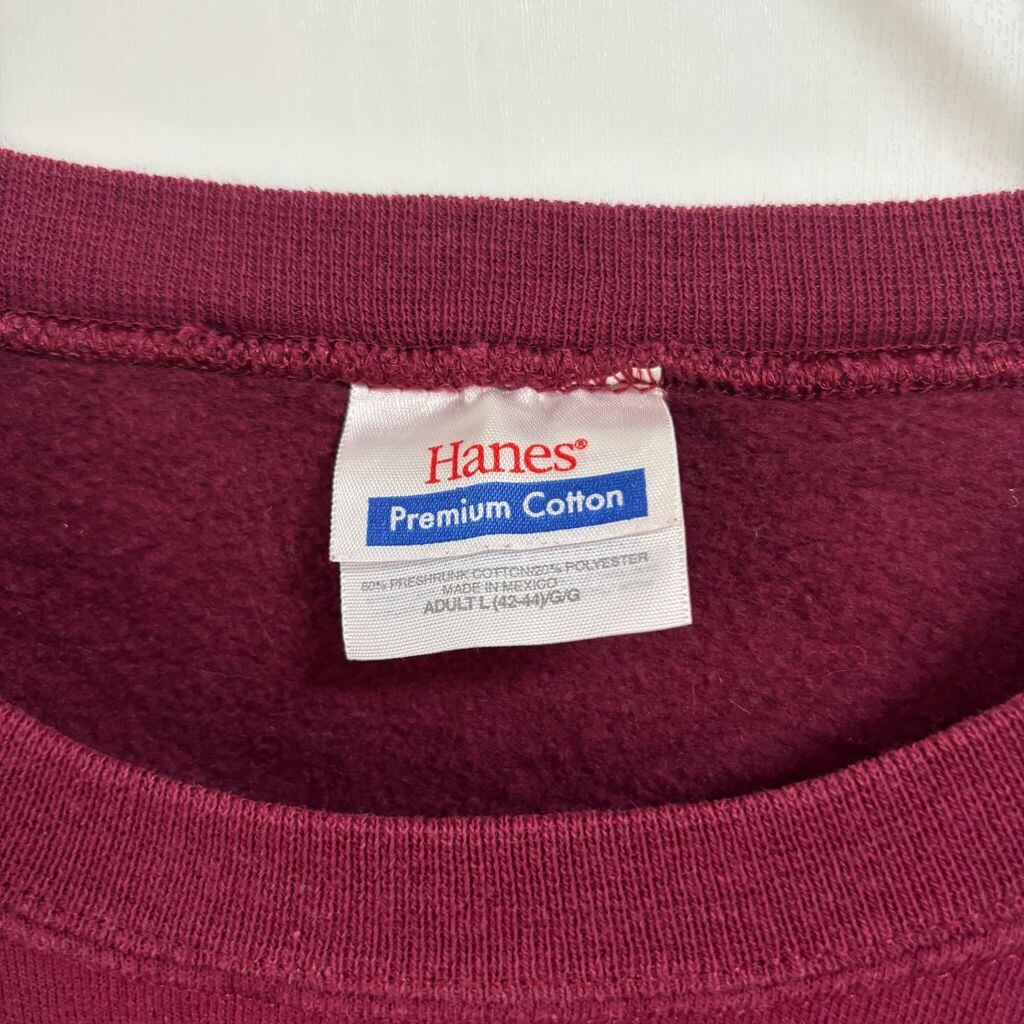 Hanes®
Premium Cotton
80% PRESHRUNK COTTON/20% POLYESTER
MADE IN MEXICO
ADULT L (42-44)/G/G